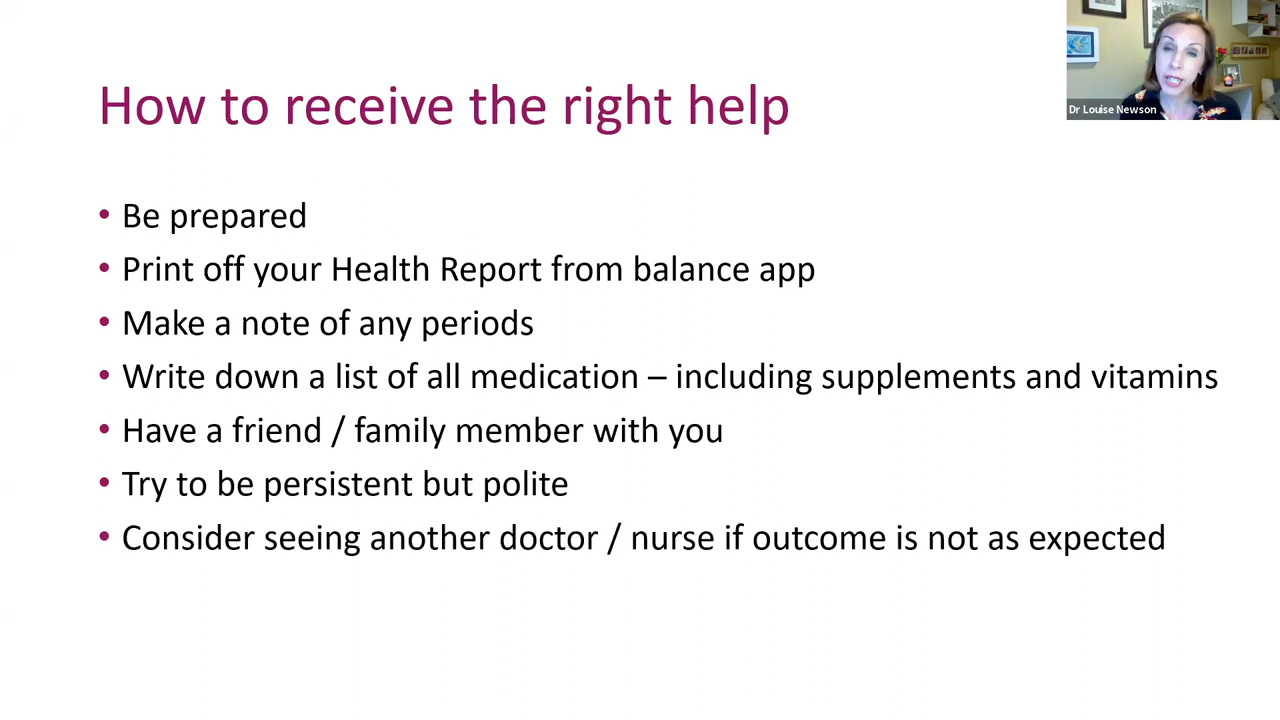 How to receive the right help
Dr Louise Newson
• Be prepared
• Print off your Health Report from balance app
• Make a note of any periods
• Write down a list of all medication – including supplements and vitamins
• Have a friend / family member with you
• Try to be persistent but polite
• Consider seeing another doctor / nurse if outcome is not as expected